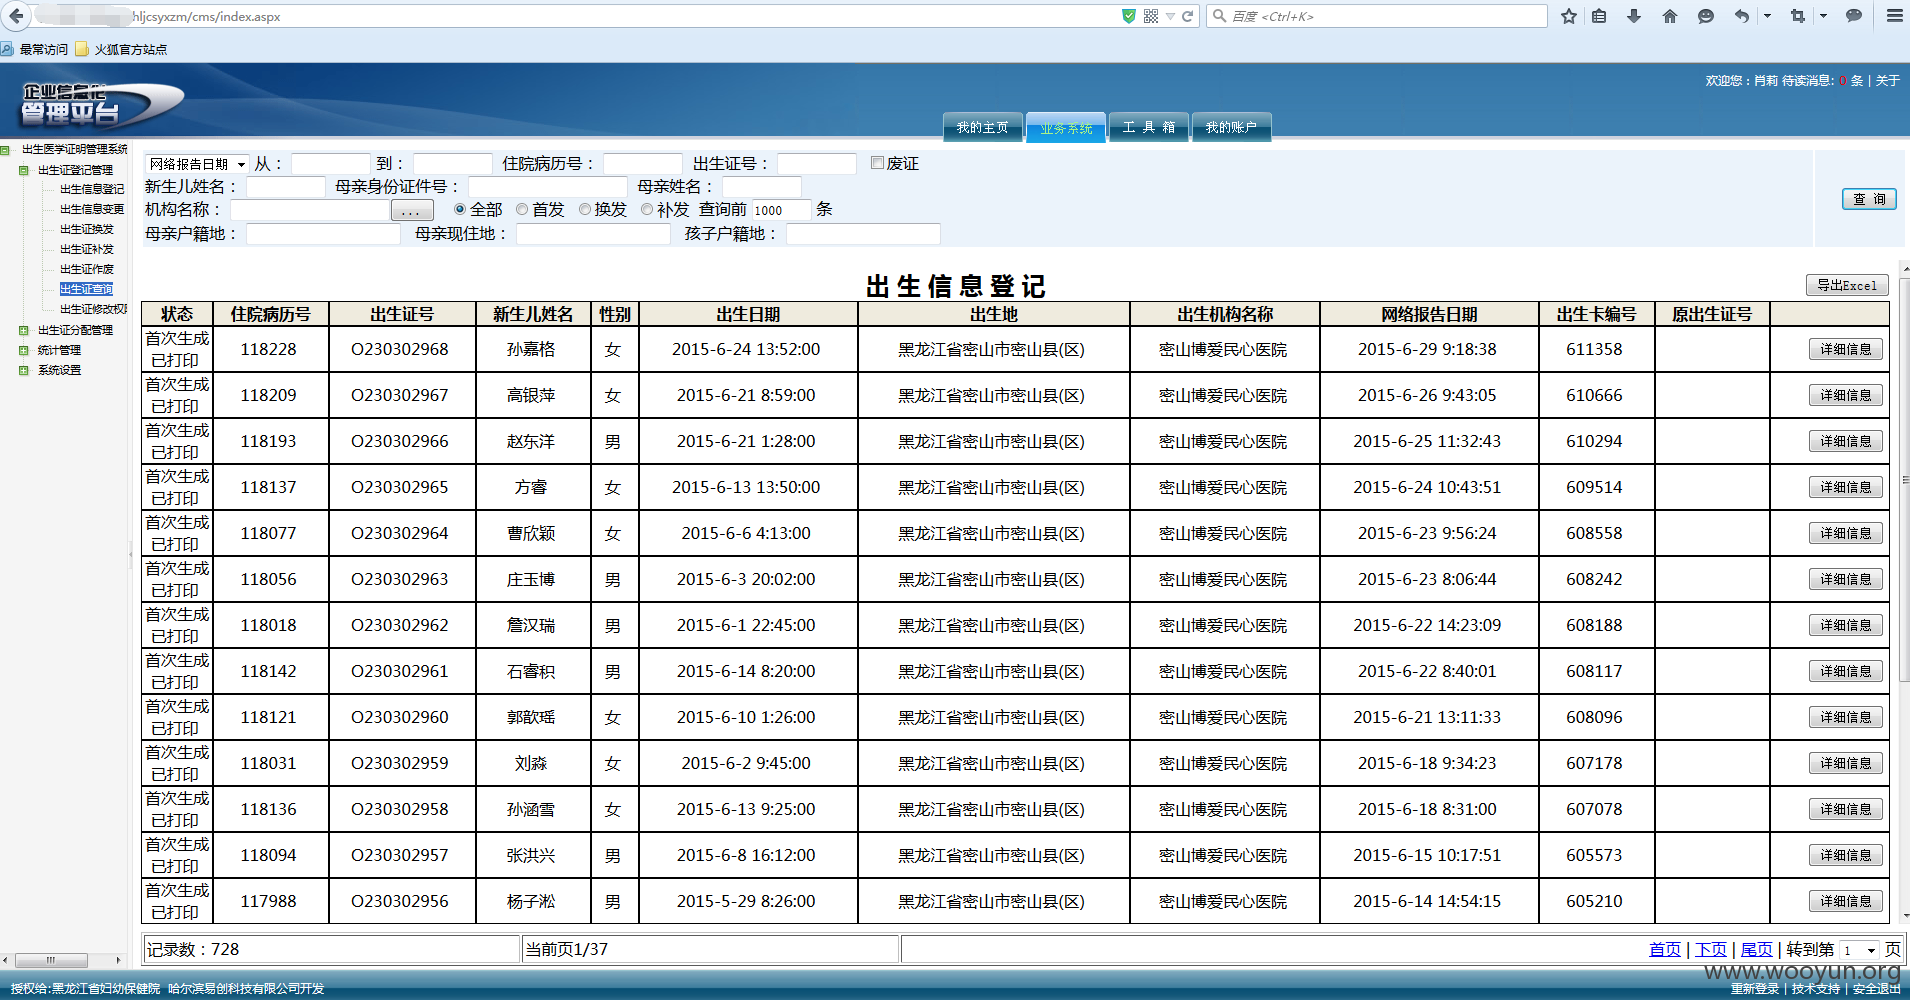 hljcsyxzm/cms/index.aspx
百度 <Ctrl+K>
最常访问 火狐官方站点
企业信息化
管理平台
欢迎您：肖莉 待读消息: 0 条 | 关于
我的主页 业务系统 工 具 箱 我的账户
出生医学证明管理系统
出生证登记管理
出生信息登记
出生信息变更
出生证换发
出生证补发
出生证作废
出生证查询
出生证修改权
出生证分配管理
统计管理
系统设置
网络报告日期 从： 到： 住院病历号： 出生证号： 废证
新生儿姓名： 母亲身份证件号： 母亲姓名：
机构名称： ... 全部 首发 换发 补发 查询前 1000 条
母亲户籍地： 母亲现住地： 孩子户籍地：
查 询
出生信息登记
导出Excel
状态 住院病历号 出生证号 新生儿姓名 性别 出生日期 出生地 出生机构名称 网络报告日期 出生卡编号 原出生证号
首次生成已打印 118228 O230302968 孙嘉格 女 2015-6-24 13:52:00 黑龙江省密山市密山县(区) 密山博爱民心医院 2015-6-29 9:18:38 611358 详细信息
首次生成已打印 118209 O230302967 高银萍 女 2015-6-21 8:59:00 黑龙江省密山市密山县(区) 密山博爱民心医院 2015-6-26 9:43:05 610666 详细信息
首次生成已打印 118193 O230302966 赵东洋 男 2015-6-21 1:28:00 黑龙江省密山市密山县(区) 密山博爱民心医院 2015-6-25 11:32:43 610294 详细信息
首次生成已打印 118137 O230302965 方睿 女 2015-6-13 13:50:00 黑龙江省密山市密山县(区) 密山博爱民心医院 2015-6-24 10:43:51 609514 详细信息
首次生成已打印 118077 O230302964 曹欣颖 女 2015-6-6 4:13:00 黑龙江省密山市密山县(区) 密山博爱民心医院 2015-6-23 9:56:24 608558 详细信息
首次生成已打印 118056 O230302963 庄玉博 男 2015-6-3 20:02:00 黑龙江省密山市密山县(区) 密山博爱民心医院 2015-6-23 8:06:44 608242 详细信息
首次生成已打印 118018 O230302962 詹汉瑞 男 2015-6-1 22:45:00 黑龙江省密山市密山县(区) 密山博爱民心医院 2015-6-22 14:23:09 608188 详细信息
首次生成已打印 118142 O230302961 石睿积 男 2015-6-14 8:20:00 黑龙江省密山市密山县(区) 密山博爱民心医院 2015-6-22 8:40:01 608117 详细信息
首次生成已打印 118121 O230302960 郭歆瑶 女 2015-6-10 1:26:00 黑龙江省密山市密山县(区) 密山博爱民心医院 2015-6-21 13:11:33 608096 详细信息
首次生成已打印 118031 O230302959 刘淼 女 2015-6-2 9:45:00 黑龙江省密山市密山县(区) 密山博爱民心医院 2015-6-18 9:34:23 607178 详细信息
首次生成已打印 118136 O230302958 孙涵雪 女 2015-6-13 9:25:00 黑龙江省密山市密山县(区) 密山博爱民心医院 2015-6-18 8:31:00 607078 详细信息
首次生成已打印 118094 O230302957 张洪兴 男 2015-6-8 16:12:00 黑龙江省密山市密山县(区) 密山博爱民心医院 2015-6-15 10:17:51 605573 详细信息
首次生成已打印 117988 O230302956 杨子淞 男 2015-5-29 8:26:00 黑龙江省密山市密山县(区) 密山博爱民心医院 2015-6-14 14:54:15 605210 详细信息
记录数：728 当前页1/37 首页 | 下页 | 尾页 | 转到第 1 页
www.wooyun.org
授权给:黑龙江省妇幼保健院 哈尔滨易创科技有限公司开发 重新登录 | 技术支持 | 安全退出